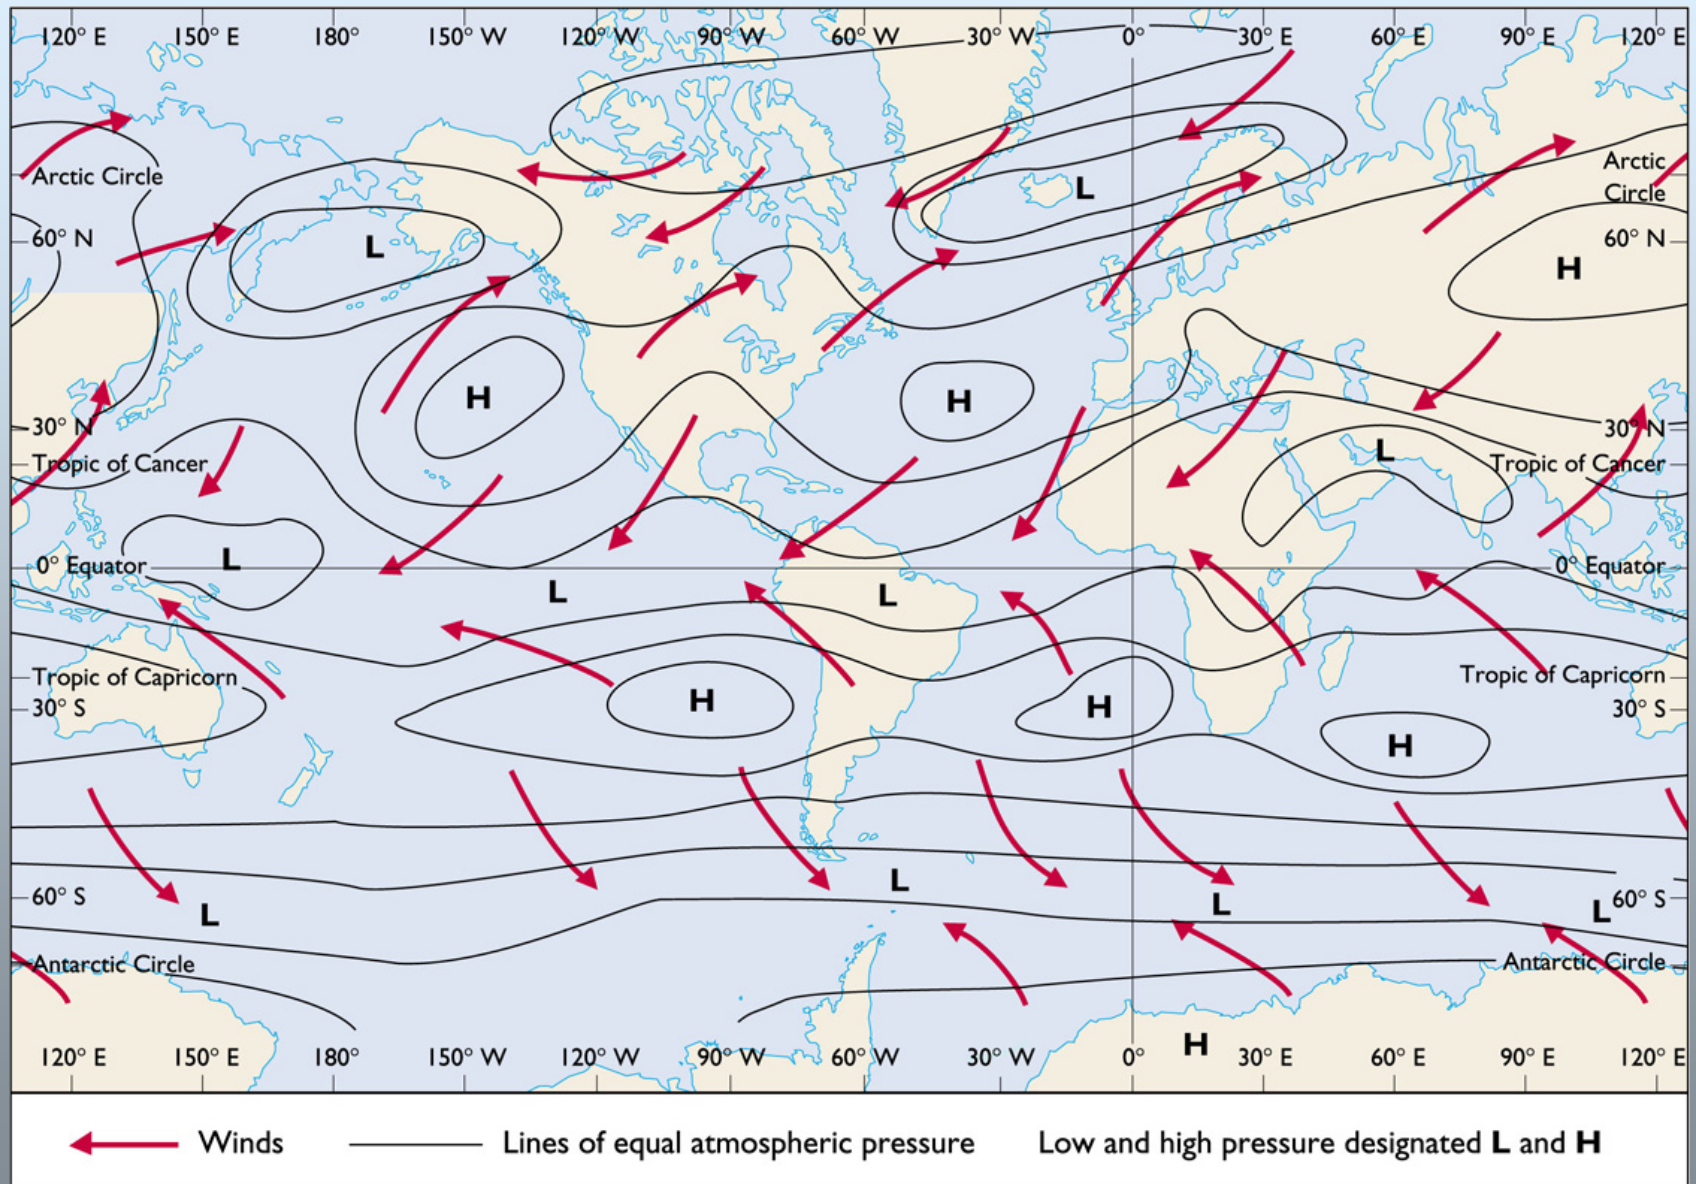 120° E 150° E 180° 150° W 120° W 90° W 60° W 30° W 0° 30° E 60° E 90° E 120° E
Arctic Circle
Arctic
Circle
L
60° N
L
60° N
H
H
H
30° N
L
30° N
Tropic of Cancer
Tropic of Cancer
L
0° Equator
0° Equator
L
L
Tropic of Capricorn
Tropic of Capricorn
30° S
H
H
30° S
H
L
60° S
L
L
L
60° S
Antarctic Circle
Antarctic Circle
H
120° E 150° E 180° 150° W 120° W 90° W 60° W 30° W 0° 30° E 60° E 90° E 120° E
Winds Lines of equal atmospheric pressure Low and high pressure designated L and H